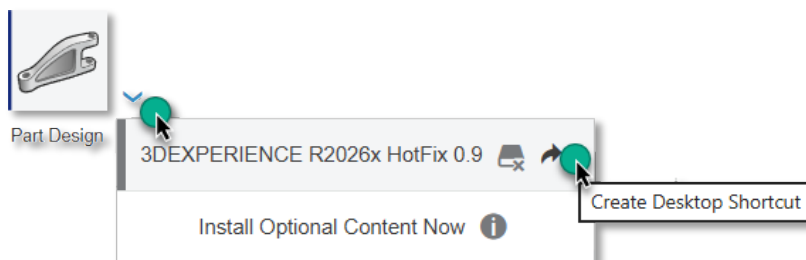 Part Design
3DEXPERIENCE R2026x HotFix 0.9
Create Desktop Shortcut
Install Optional Content Now